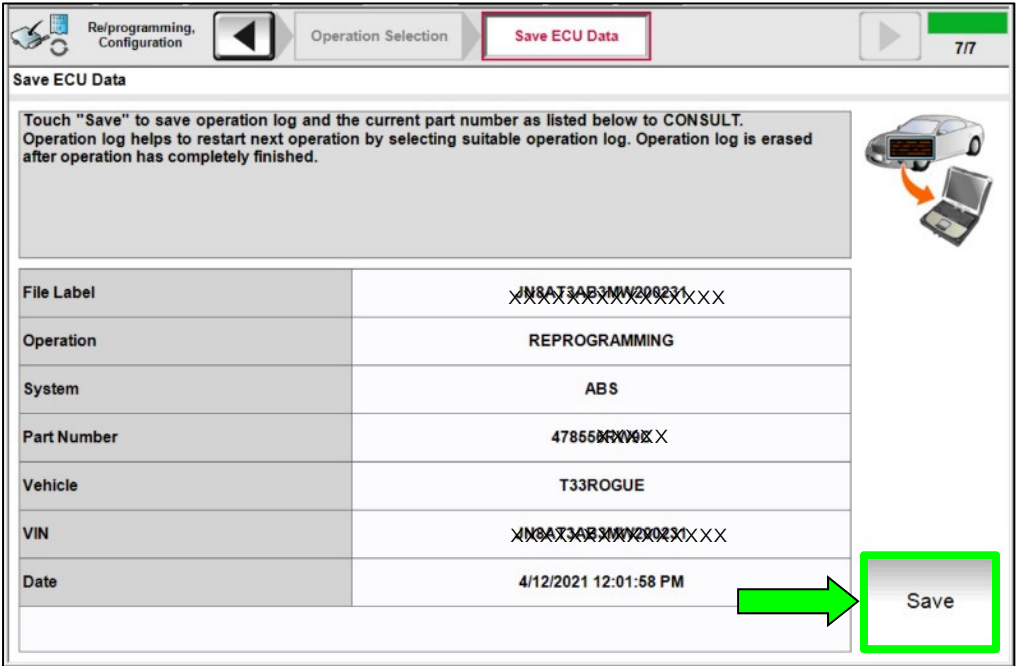 Re/programming,
Configuration
Operation Selection
Save ECU Data
7/7
Save ECU Data
Touch "Save" to save operation log and the current part number as listed below to CONSULT.
Operation log helps to restart next operation by selecting suitable operation log. Operation log is erased
after operation has completely finished.
File Label
Operation REPROGRAMMING
System ABS
Part Number
Vehicle T33ROGUE
VIN
Date 4/12/2021 12:01:58 PM
Save